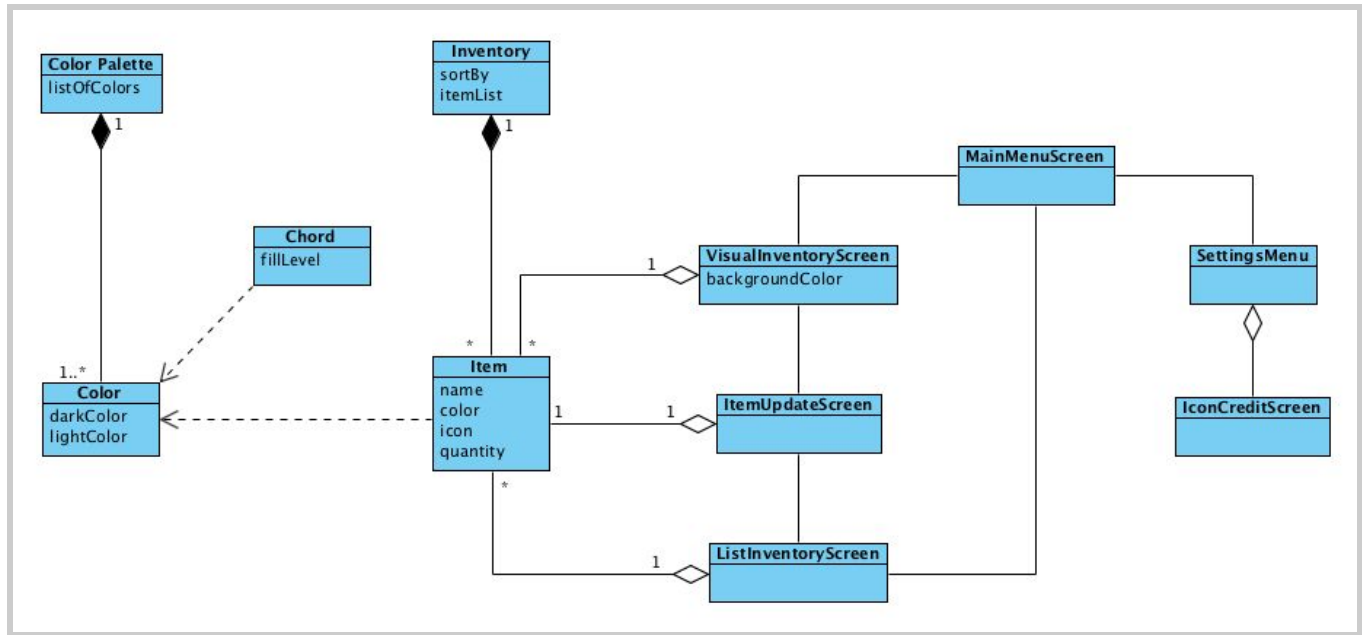 Color Palette
listOfColors
1
Inventory
sortBy
itemList
1
MainMenuScreen
Chord
fillLevel
1
VisualInventoryScreen
backgroundColor
SettingsMenu
1..*
*
*
Color
darkColor
lightColor
Item
name
color
icon
quantity
1
1
ItemUpdateScreen
IconCreditScreen
*
1
ListInventoryScreen